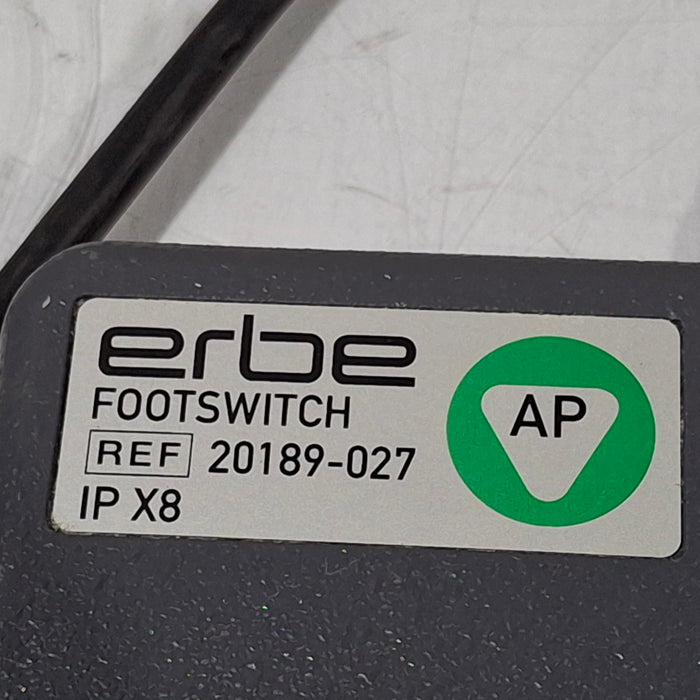 erbe
FOOTSWITCH
REF 20189-027
IP X8
AP